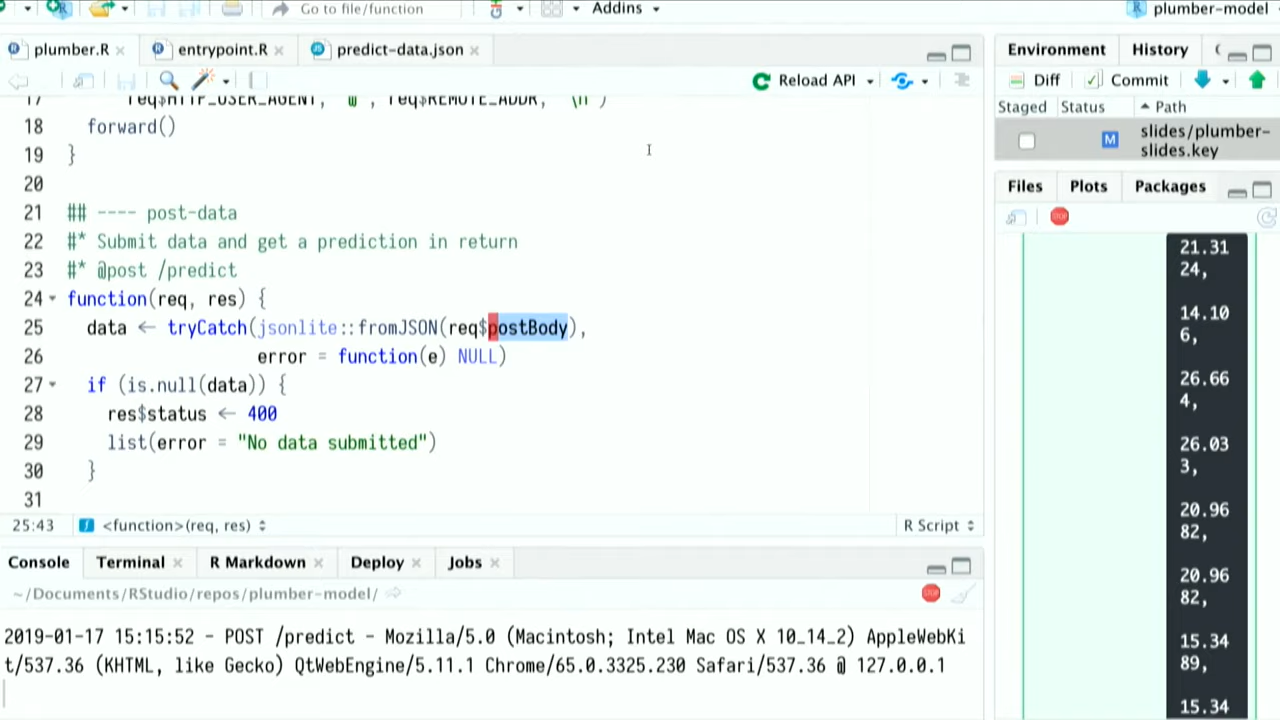 Go to file/function
Addins
plumber-model
plumber.R
entrypoint.R
predict-data.json
Environment
History
Reload API
Diff
Commit
Staged
Status
Path
M
slides/plumber-
slides.key
Files
Plots
Packages
STOP
17 req$HTTP_USER_AGENT, "@", req$REMOTE_ADDR, "\n")
18 forward()
19 }
20
21 ## ---- post-data
22 #* Submit data and get a prediction in return
23 #* @post /predict
24 function(req, res) {
25 data <- tryCatch(jsonlite::fromJSON(req$postBody),
26 error = function(e) NULL)
27 if (is.null(data)) {
28 res$status <- 400
29 list(error = "No data submitted")
30 }
31
25:43 <function>(req, res)
R Script
21.31
24,
14.10
6,
26.66
4,
26.03
3,
20.96
82,
20.96
82,
15.34
89,
15.34
Console
Terminal
R Markdown
Deploy
Jobs
~/Documents/RStudio/repos/plumber-model/
STOP
2019-01-17 15:15:52 - POST /predict - Mozilla/5.0 (Macintosh; Intel Mac OS X 10_14_2) AppleWebKi
t/537.36 (KHTML, like Gecko) QtWebEngine/5.11.1 Chrome/65.0.3325.230 Safari/537.36 @ 127.0.0.1